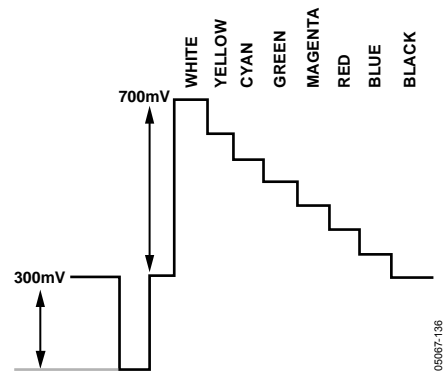 WHITE
YELLOW
CYAN
GREEN
MAGENTA
RED
BLUE
BLACK
700mV
300mV
05067-136